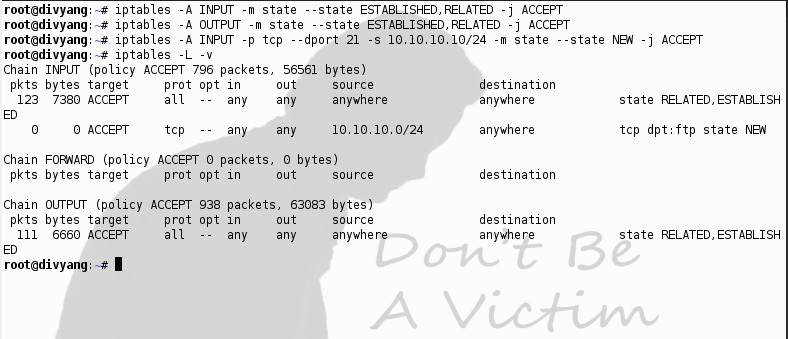 root@divyang:~# iptables -A INPUT -m state --state ESTABLISHED,RELATED -j ACCEPT
root@divyang:~# iptables -A OUTPUT -m state --state ESTABLISHED,RELATED -j ACCEPT
root@divyang:~# iptables -A INPUT -p tcp --dport 21 -s 10.10.10.10/24 -m state --state NEW -j ACCEPT
root@divyang:~# iptables -L -v
Chain INPUT (policy ACCEPT 796 packets, 56561 bytes)
pkts bytes target prot opt in out source destination
123 7380 ACCEPT all -- any any anywhere anywhere state RELATED,ESTABLISH
ED
0 0 ACCEPT tcp -- any any 10.10.10.0/24 anywhere tcp dpt:ftp state NEW
Chain FORWARD (policy ACCEPT 0 packets, 0 bytes)
pkts bytes target prot opt in out source destination
Chain OUTPUT (policy ACCEPT 938 packets, 63083 bytes)
pkts bytes target prot opt in out source destination
111 6660 ACCEPT all -- any any anywhere anywhere state RELATED,ESTABLISH
ED
root@divyang:~#
Don't Be
A Victim